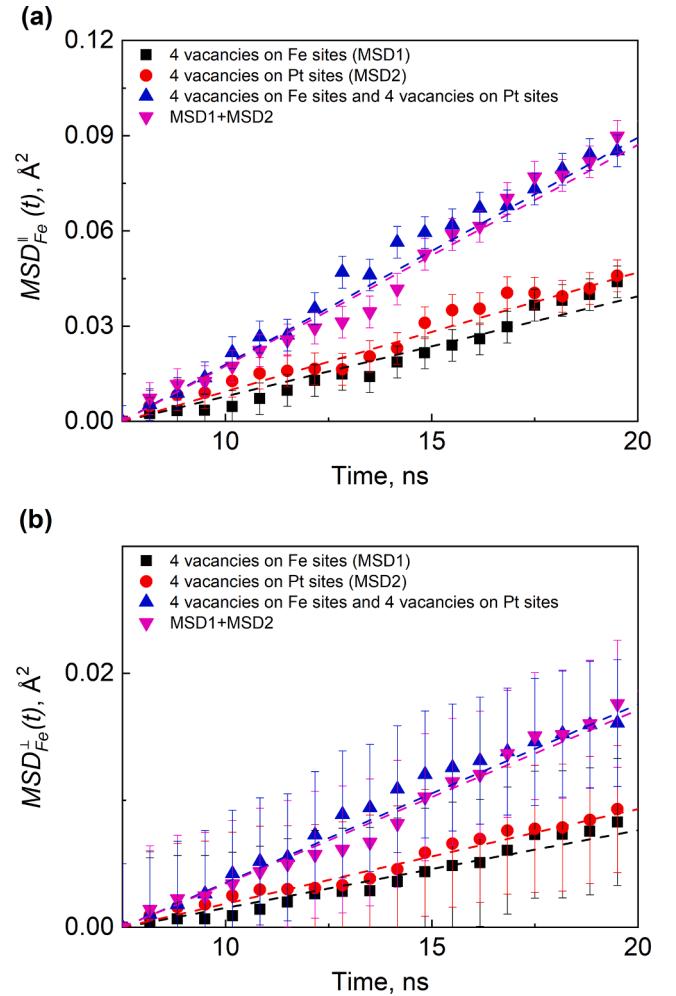 (a)
0.12
0.09
0.06
0.03
0.00
MSD∥Fe (t), Å2
4 vacancies on Fe sites (MSD1)
4 vacancies on Pt sites (MSD2)
4 vacancies on Fe sites and 4 vacancies on Pt sites
MSD1+MSD2
10
15
20
Time, ns
(b)
0.02
0.00
MSD⊥Fe(t), Å2
4 vacancies on Fe sites (MSD1)
4 vacancies on Pt sites (MSD2)
4 vacancies on Fe sites and 4 vacancies on Pt sites
MSD1+MSD2
10
15
20
Time, ns